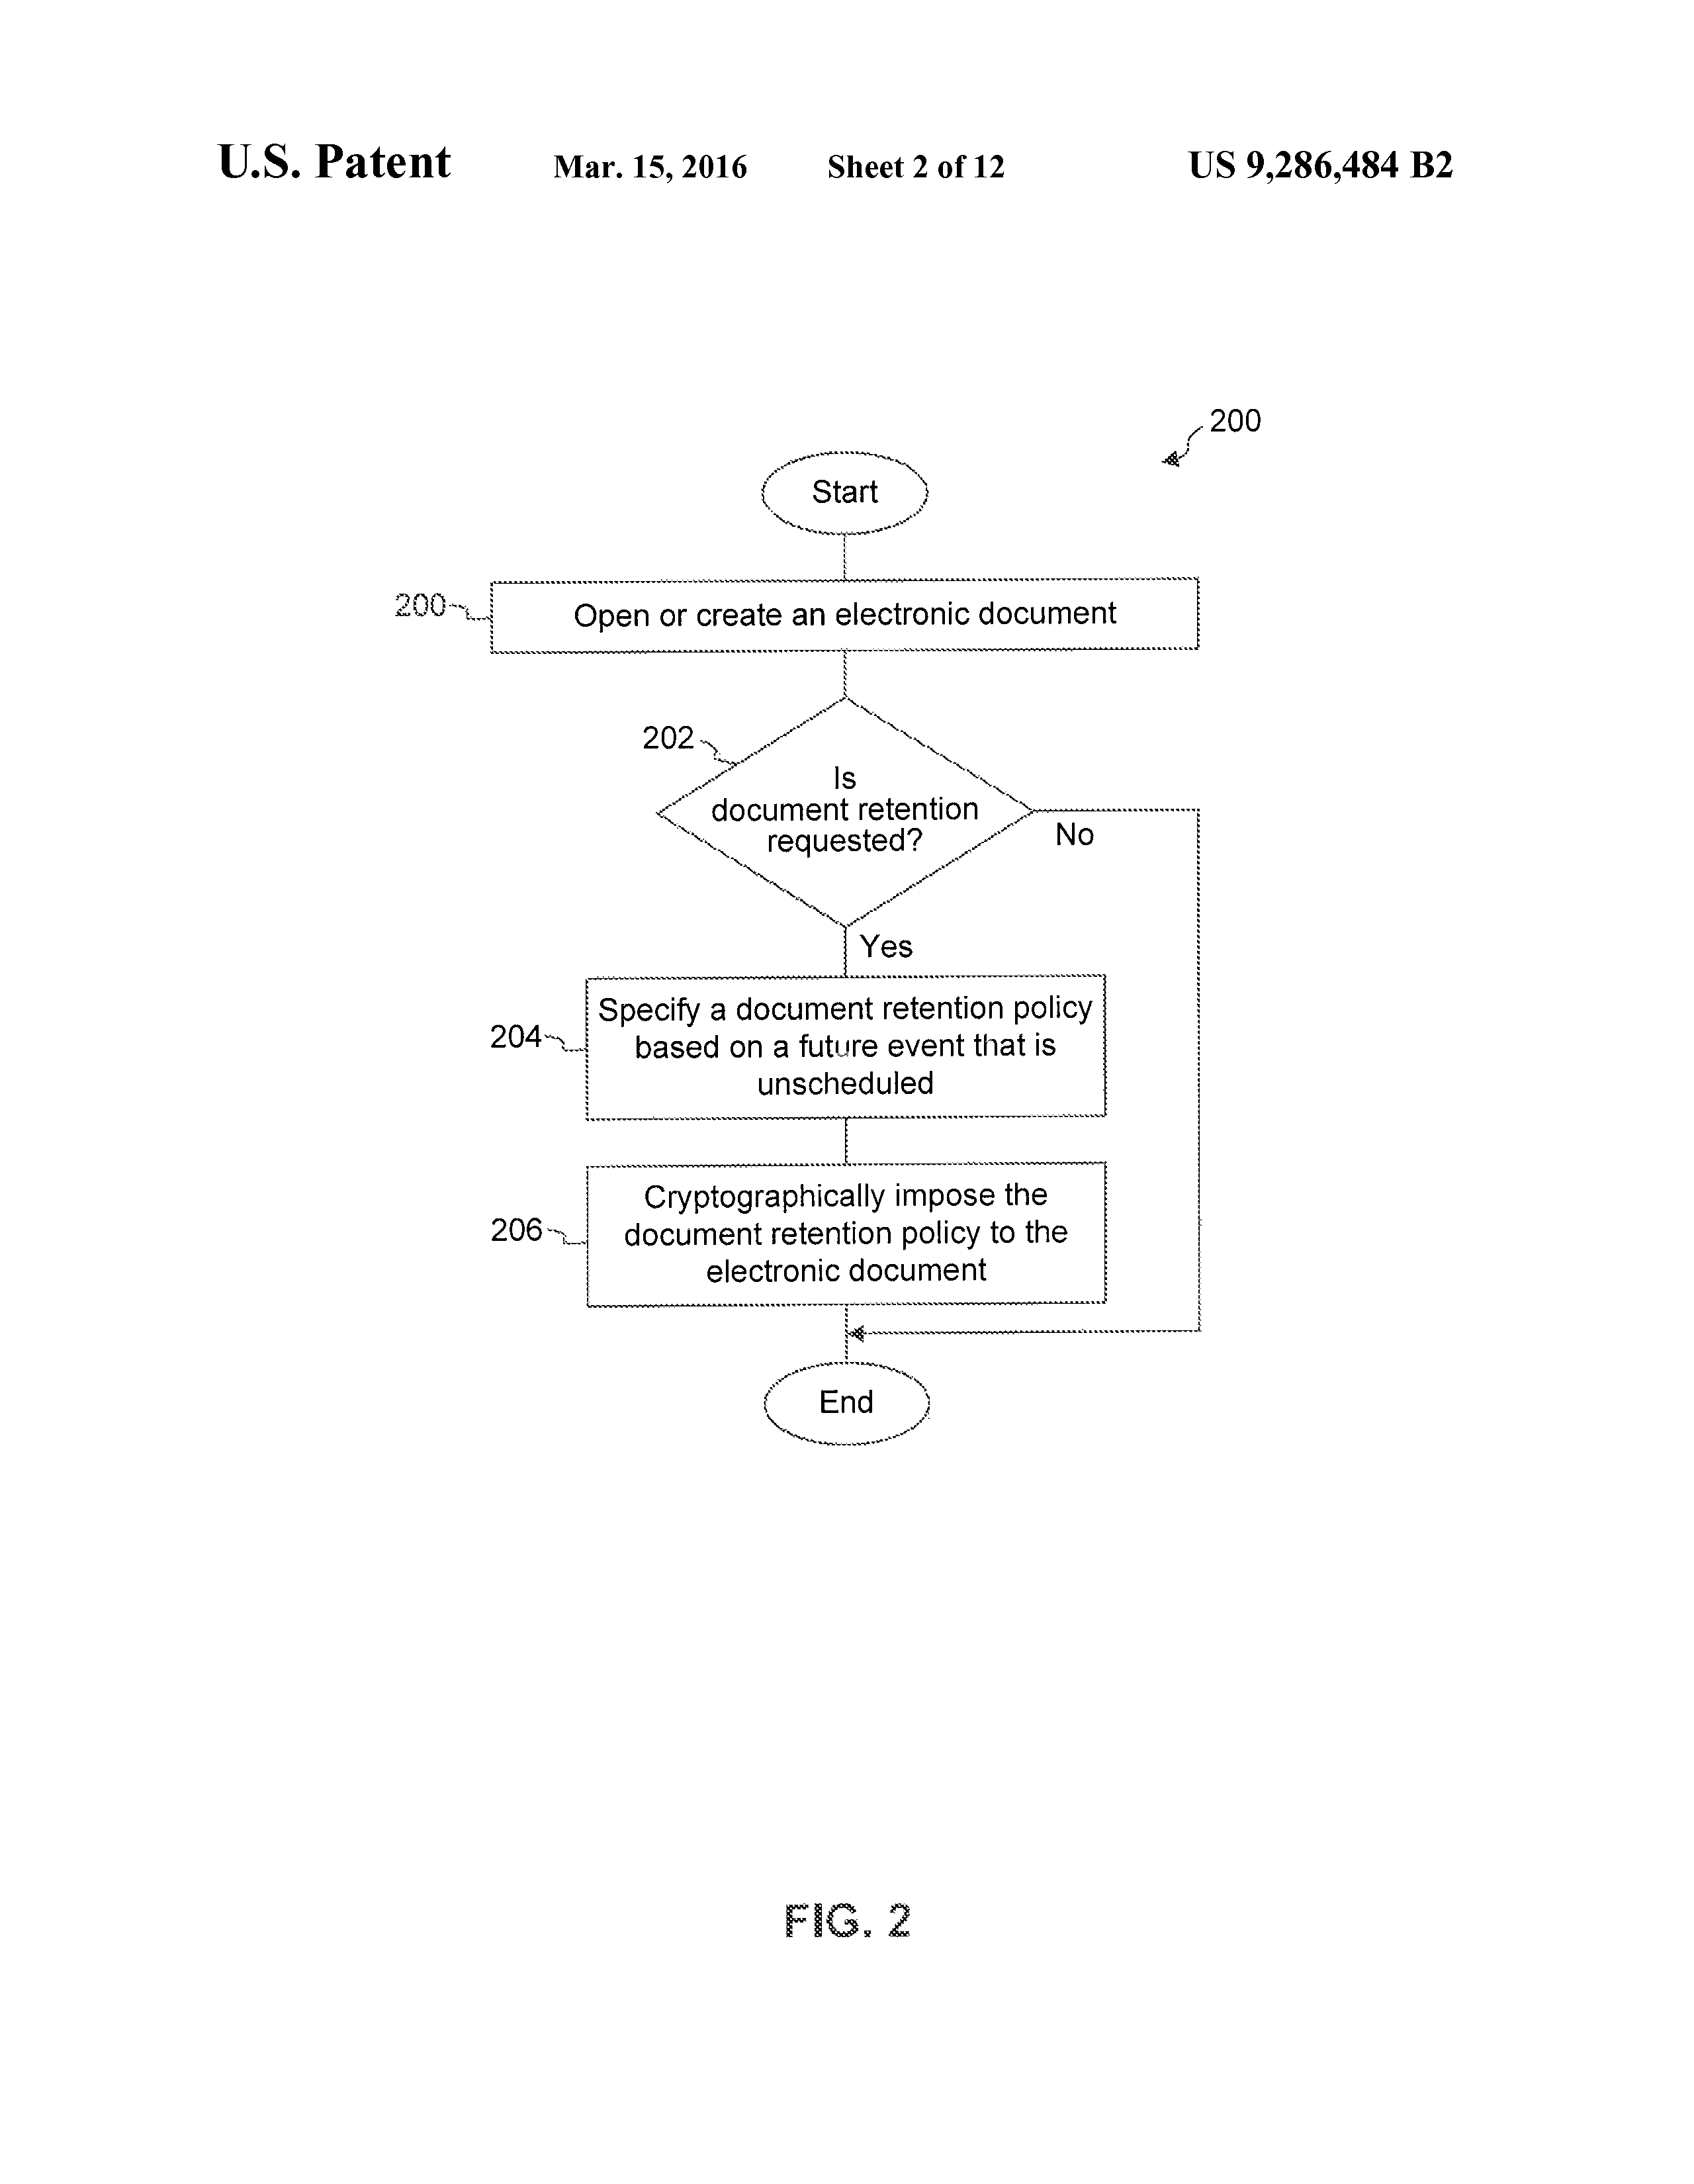 U.S. Patent Mar. 15, 2016 Sheet 2 of 12 US 9,286,484 B2
200
Start
200
Open or create an electronic document
202
Is
document retention
requested?
No
Yes
204
Specify a document retention policy
based on a future event that is
unscheduled
206
Cryptographically impose the
document retention policy to the
electronic document
End
FIG. 2